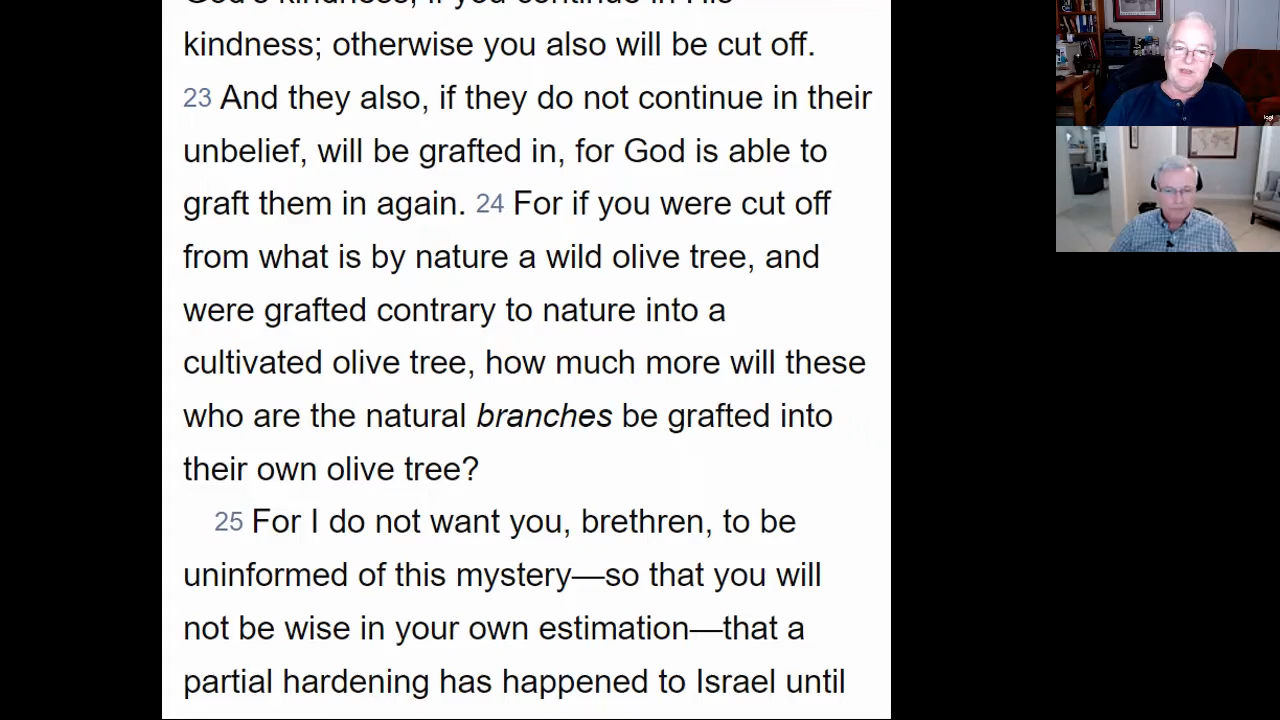 kindness; otherwise you also will be cut off.
23 And they also, if they do not continue in their
unbelief, will be grafted in, for God is able to
graft them in again. 24 For if you were cut off
from what is by nature a wild olive tree, and
were grafted contrary to nature into a
cultivated olive tree, how much more will these
who are the natural branches be grafted into
their own olive tree?
25 For I do not want you, brethren, to be
uninformed of this mystery—so that you will
not be wise in your own estimation—that a
partial hardening has happened to Israel until
logi